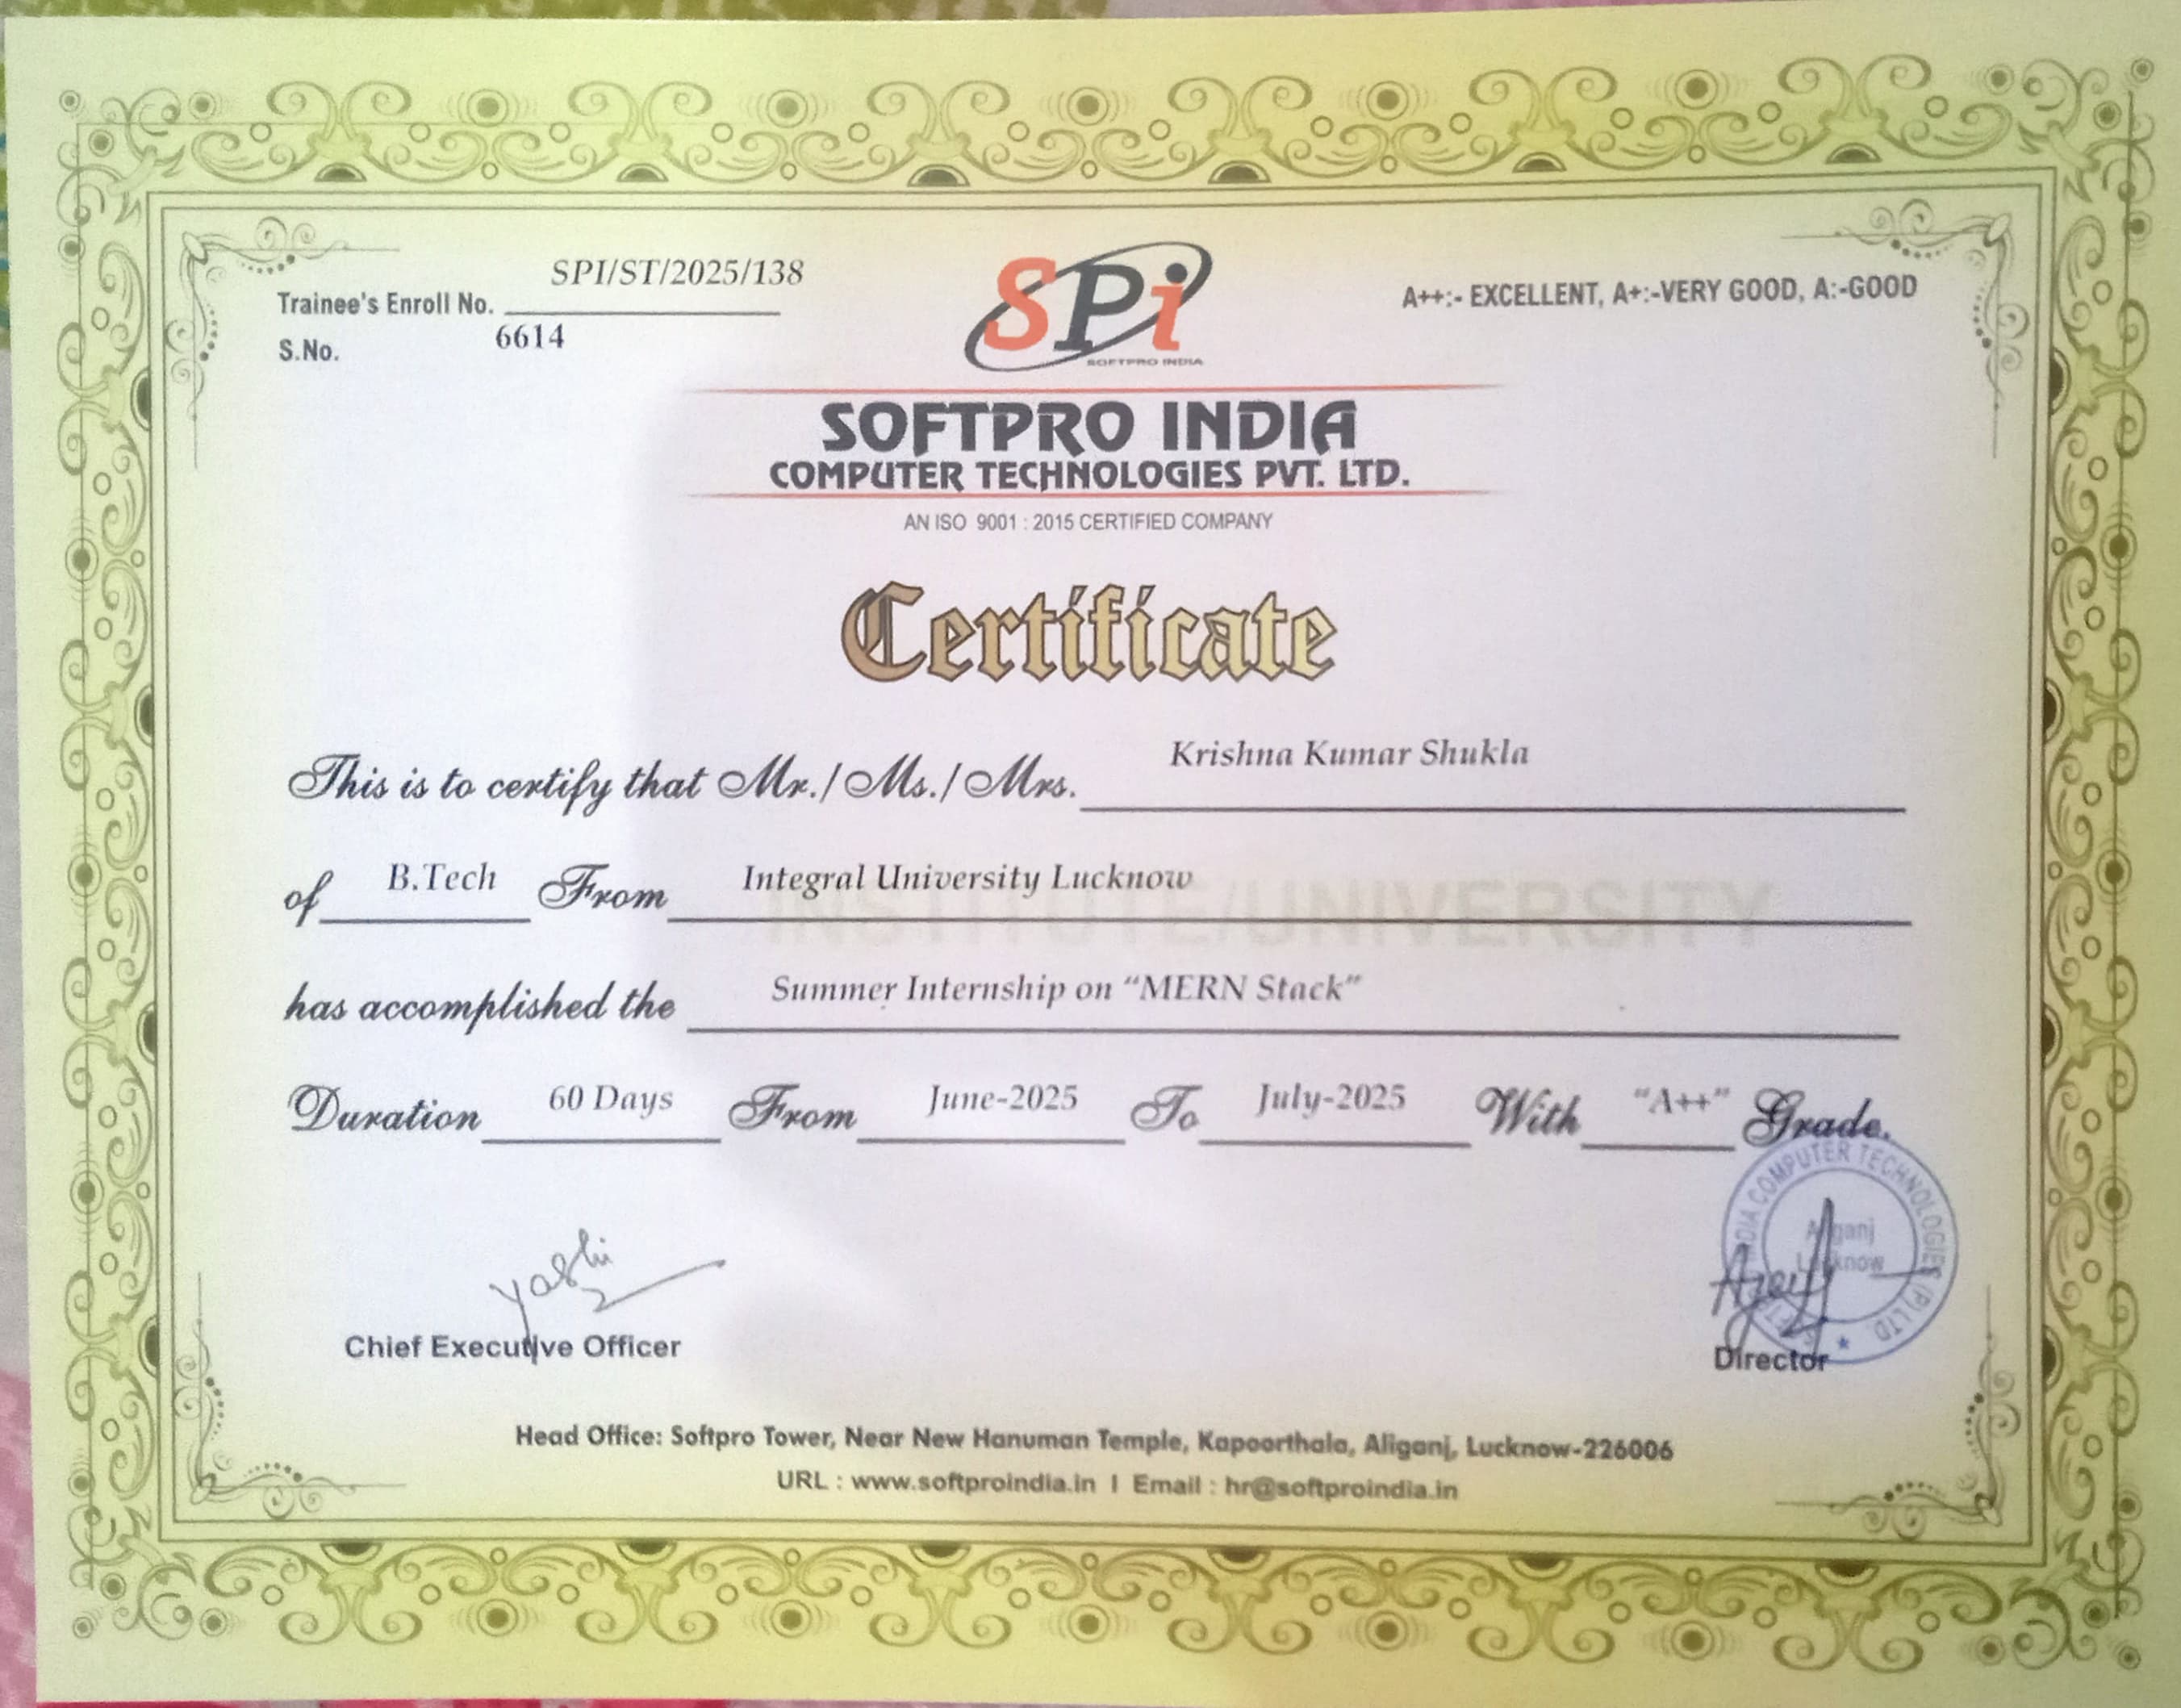 SPI/ST/2025/138
Trainee's Enroll No.
S.No. 6614
SPi
SOFTPRO INDIA
A++:- EXCELLENT, A+:-VERY GOOD, A:-GOOD
SOFTPRO INDIA
COMPUTER TECHNOLOGIES PVT. LTD.
AN ISO 9001 : 2015 CERTIFIED COMPANY
Certificate
This is to certify that Mr./Ms./Mrs. Krishna Kumar Shukla
of B.Tech From Integral University Lucknow
INSTITUTE/UNIVERSITY
has accomplished the Summer Internship on “MERN Stack”
Duration 60 Days From June-2025 To July-2025 With “A++” Grade.
INDIA COMPUTER TECHNOLOGIES (P) LTD
Aliganj
Lucknow
Yashi
Chief Executive Officer
Director
Head Office: Softpro Tower, Near New Hanuman Temple, Kapoorthala, Aliganj, Lucknow-226006
URL : www.softproindia.in I Email : hr@softproindia.in